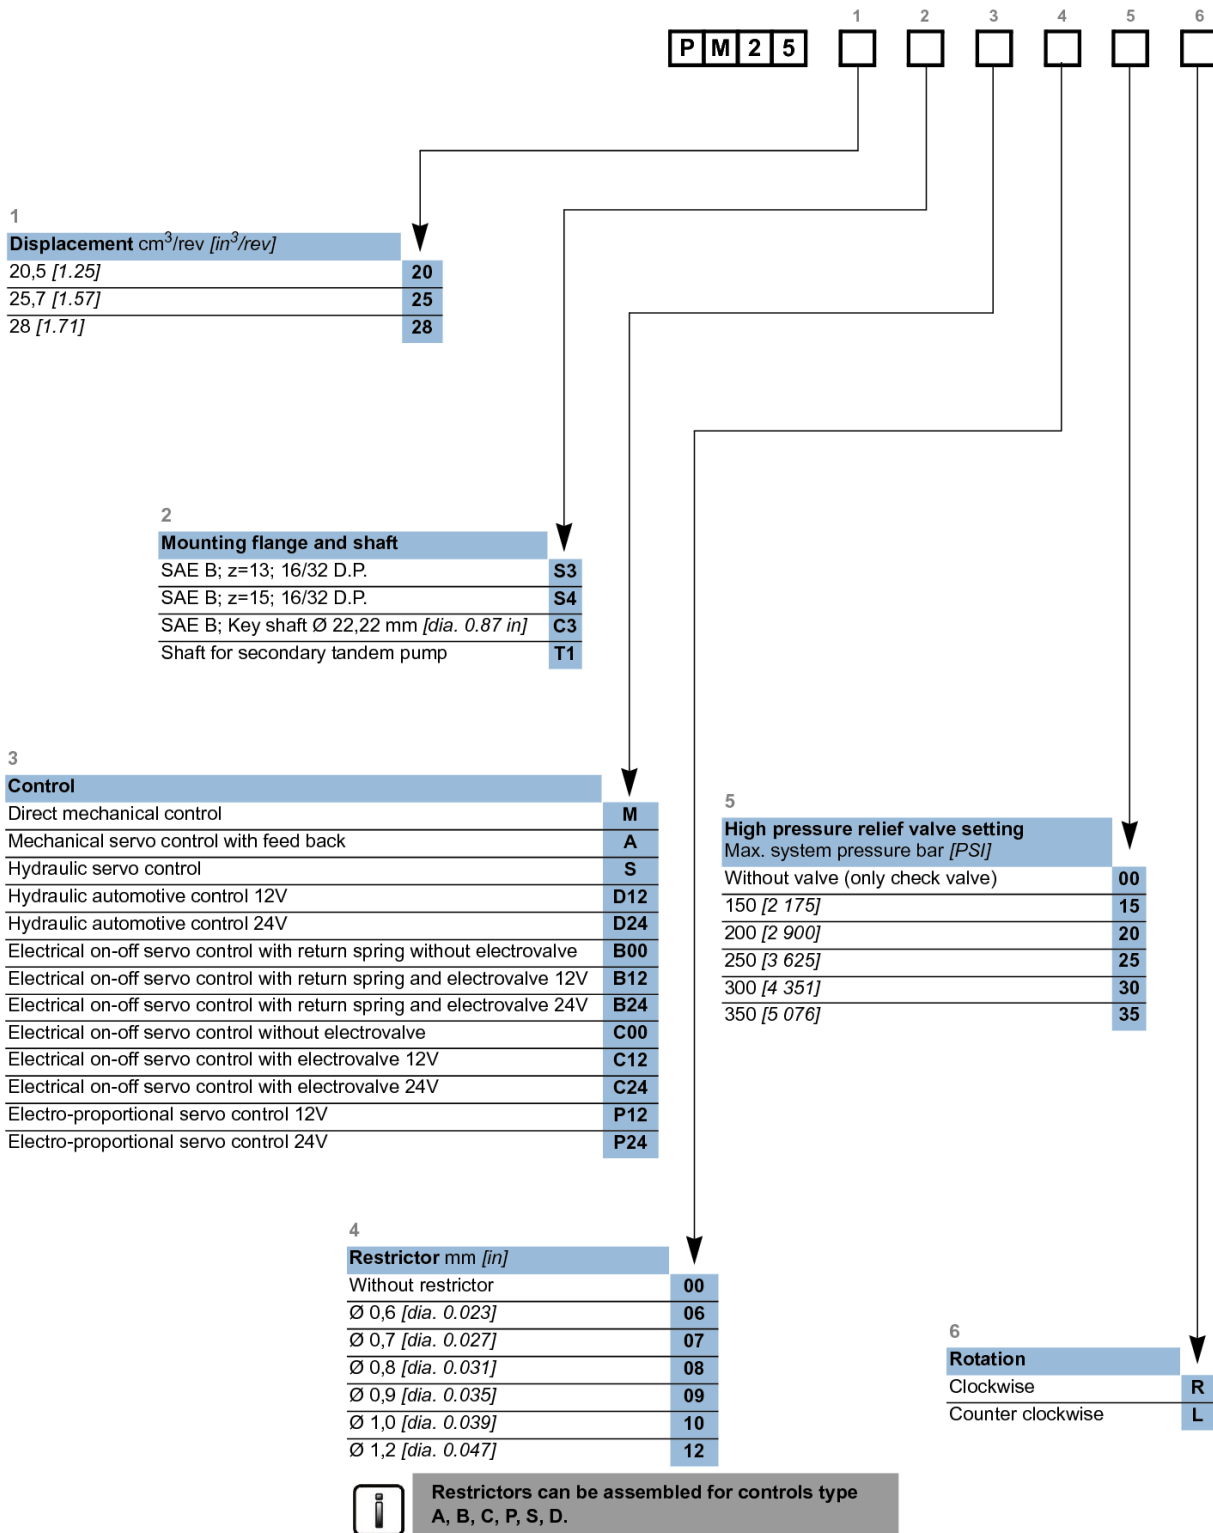 1 2 3 4 5 6
P M 2 5
1
Displacement cm³/rev [in³/rev]
20,5 [1.25] 20
25,7 [1.57] 25
28 [1.71] 28
2
Mounting flange and shaft
SAE B; z=13; 16/32 D.P. S3
SAE B; z=15; 16/32 D.P. S4
SAE B; Key shaft Ø 22,22 mm [dia. 0.87 in] C3
Shaft for secondary tandem pump T1
3
Control
Direct mechanical control M
Mechanical servo control with feed back A
Hydraulic servo control S
Hydraulic automotive control 12V D12
Hydraulic automotive control 24V D24
Electrical on-off servo control with return spring without electrovalve B00
Electrical on-off servo control with return spring and electrovalve 12V B12
Electrical on-off servo control with return spring and electrovalve 24V B24
Electrical on-off servo control without electrovalve C00
Electrical on-off servo control with electrovalve 12V C12
Electrical on-off servo control with electrovalve 24V C24
Electro-proportional servo control 12V P12
Electro-proportional servo control 24V P24
5
High pressure relief valve setting
Max. system pressure bar [PSI]
Without valve (only check valve) 00
150 [2 175] 15
200 [2 900] 20
250 [3 625] 25
300 [4 351] 30
350 [5 076] 35
4
Restrictor mm [in]
Without restrictor 00
Ø 0,6 [dia. 0.023] 06
Ø 0,7 [dia. 0.027] 07
Ø 0,8 [dia. 0.031] 08
Ø 0,9 [dia. 0.035] 09
Ø 1,0 [dia. 0.039] 10
Ø 1,2 [dia. 0.047] 12
6
Rotation
Clockwise R
Counter clockwise L
i
Restrictors can be assembled for controls type
A, B, C, P, S, D.